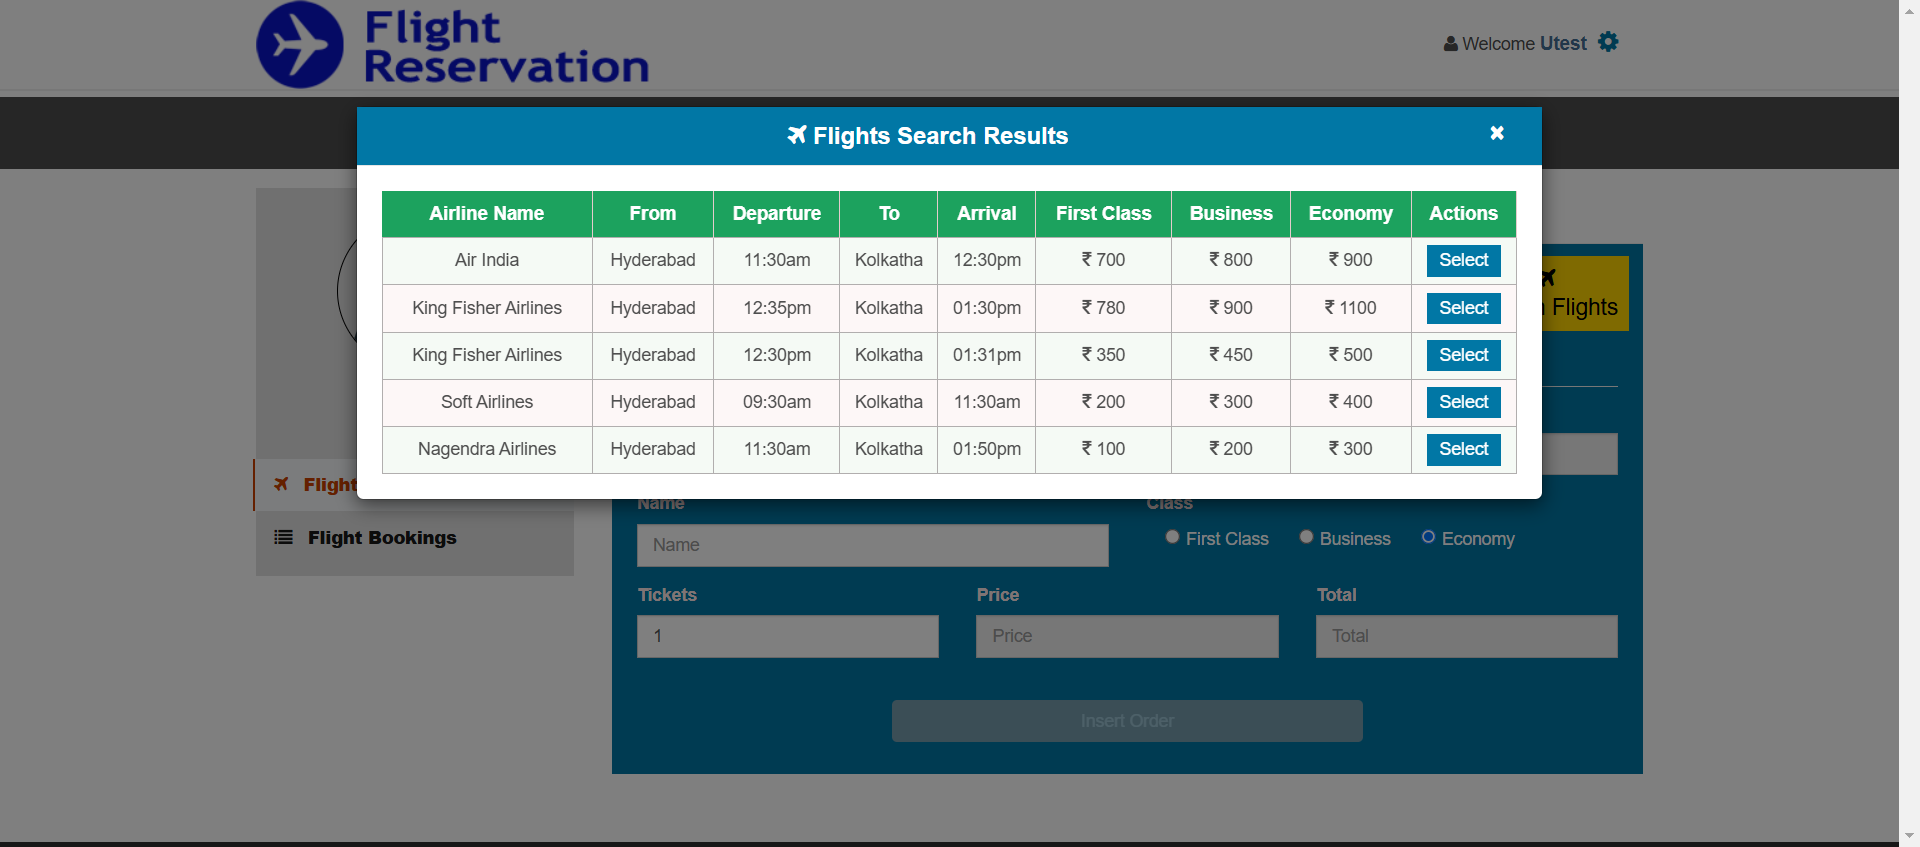 Flight
Reservation
Welcome Utest
Flights Search Results
Airline Name From Departure To Arrival First Class Business Economy Actions
Air India Hyderabad 11:30am Kolkatha 12:30pm ₹ 700 ₹ 800 ₹ 900 Select
King Fisher Airlines Hyderabad 12:35pm Kolkatha 01:30pm ₹ 780 ₹ 900 ₹ 1100 Select
King Fisher Airlines Hyderabad 12:30pm Kolkatha 01:31pm ₹ 350 ₹ 450 ₹ 500 Select
Soft Airlines Hyderabad 09:30am Kolkatha 11:30am ₹ 200 ₹ 300 ₹ 400 Select
Nagendra Airlines Hyderabad 11:30am Kolkatha 01:50pm ₹ 100 ₹ 200 ₹ 300 Select
Flights
Flight
Flight Bookings
Name Class
Name First Class Business Economy
Tickets Price Total
1 Price Total
Insert Order